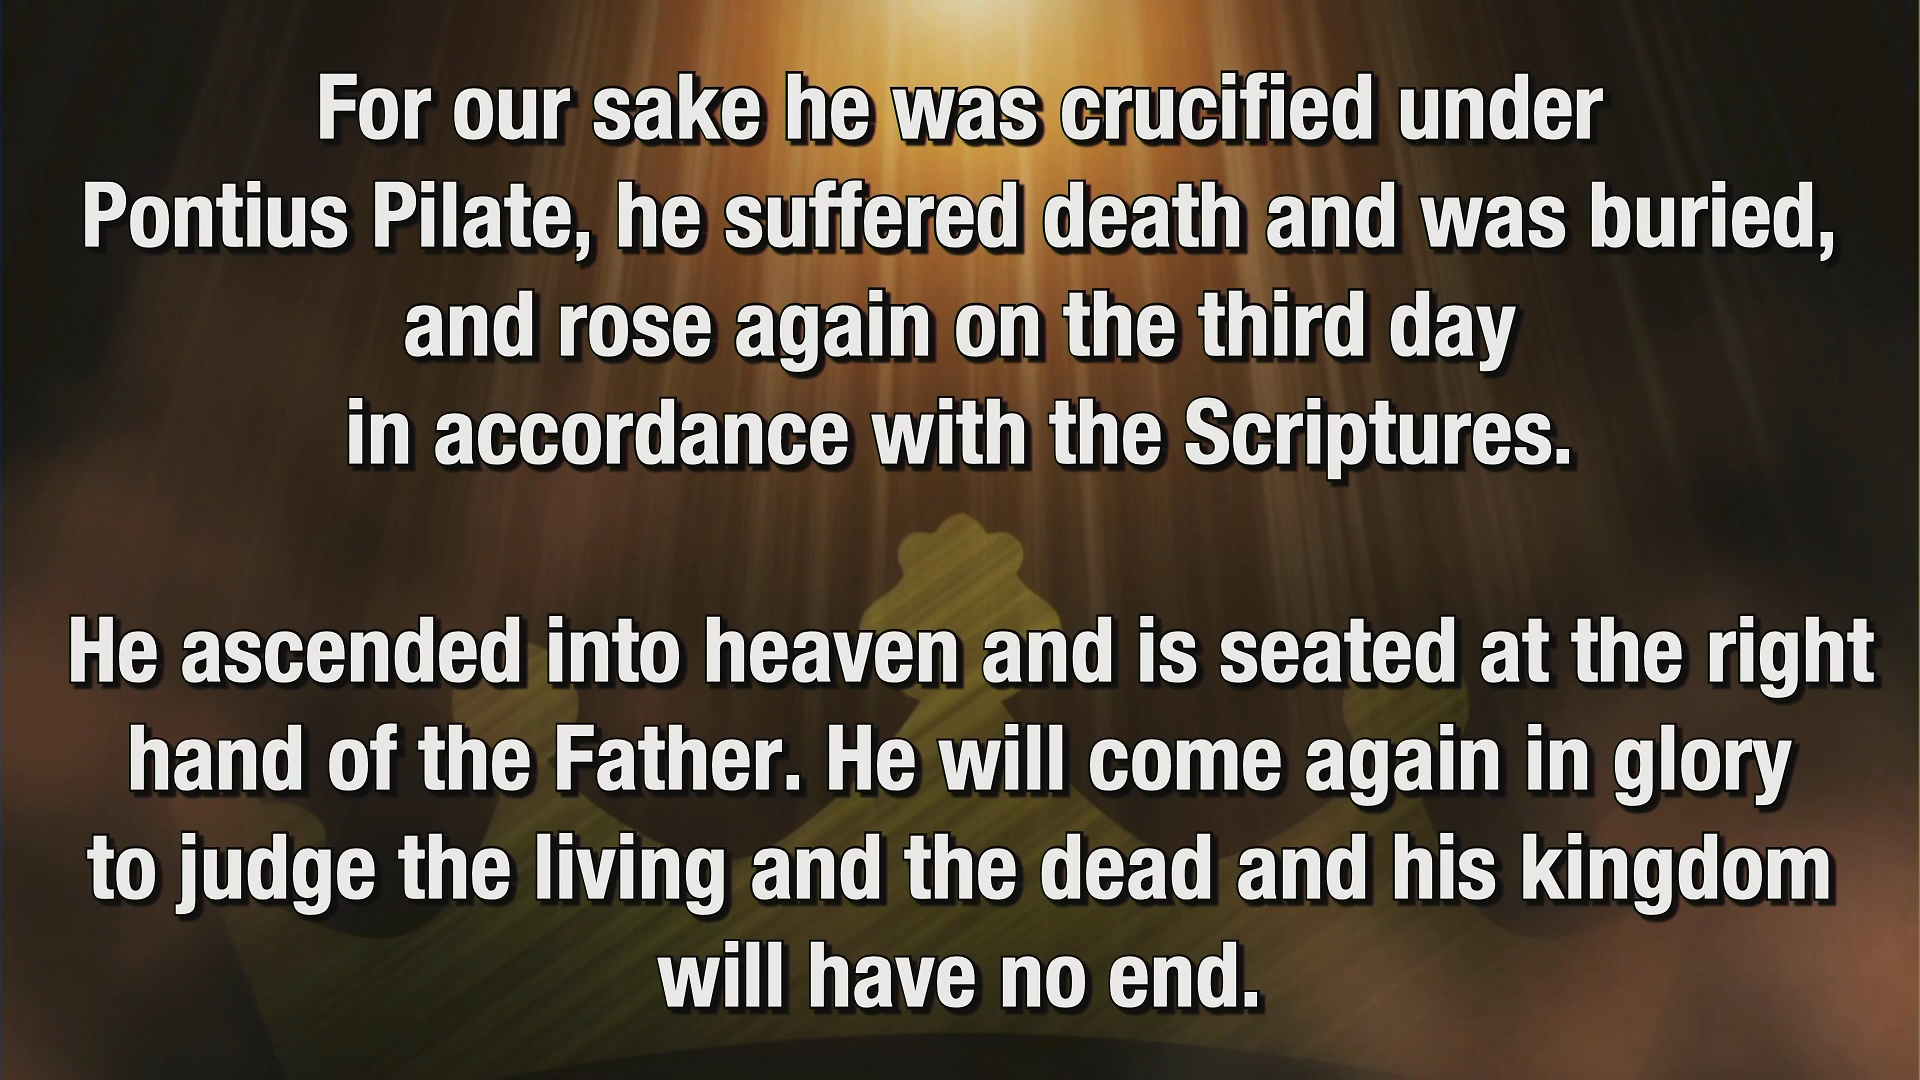 For our sake he was crucified under
Pontius Pilate, he suffered death and was buried,
and rose again on the third day
in accordance with the Scriptures.
He ascended into heaven and is seated at the right
hand of the Father. He will come again in glory
to judge the living and the dead and his kingdom
will have no end.